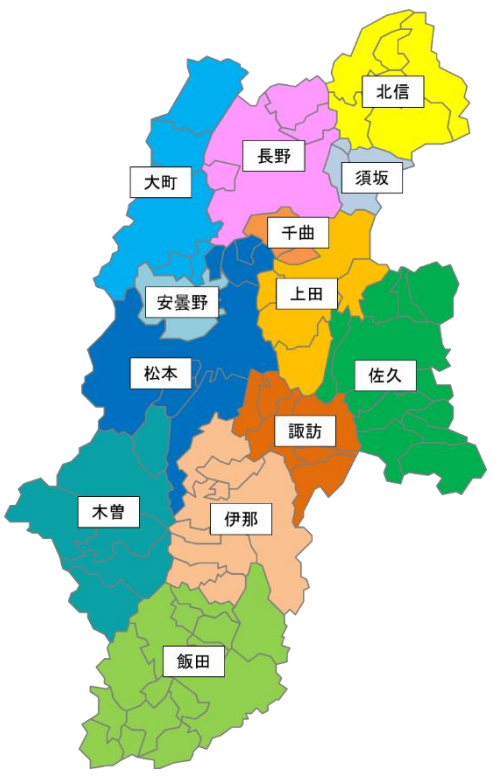 北信
長野
大町
須坂
千曲
安曇野
上田
松本
佐久
諏訪
木曽
伊那
飯田